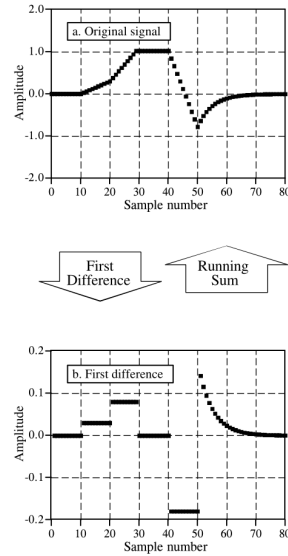 a. Original signal
2.0
1.0
0.0
-1.0
-2.0
Amplitude
0 10 20 30 40 50 60 70 80
Sample number
First
Difference
Running
Sum
b. First difference
0.2
0.1
0.0
-0.1
-0.2
Amplitude
0 10 20 30 40 50 60 70 80
Sample number